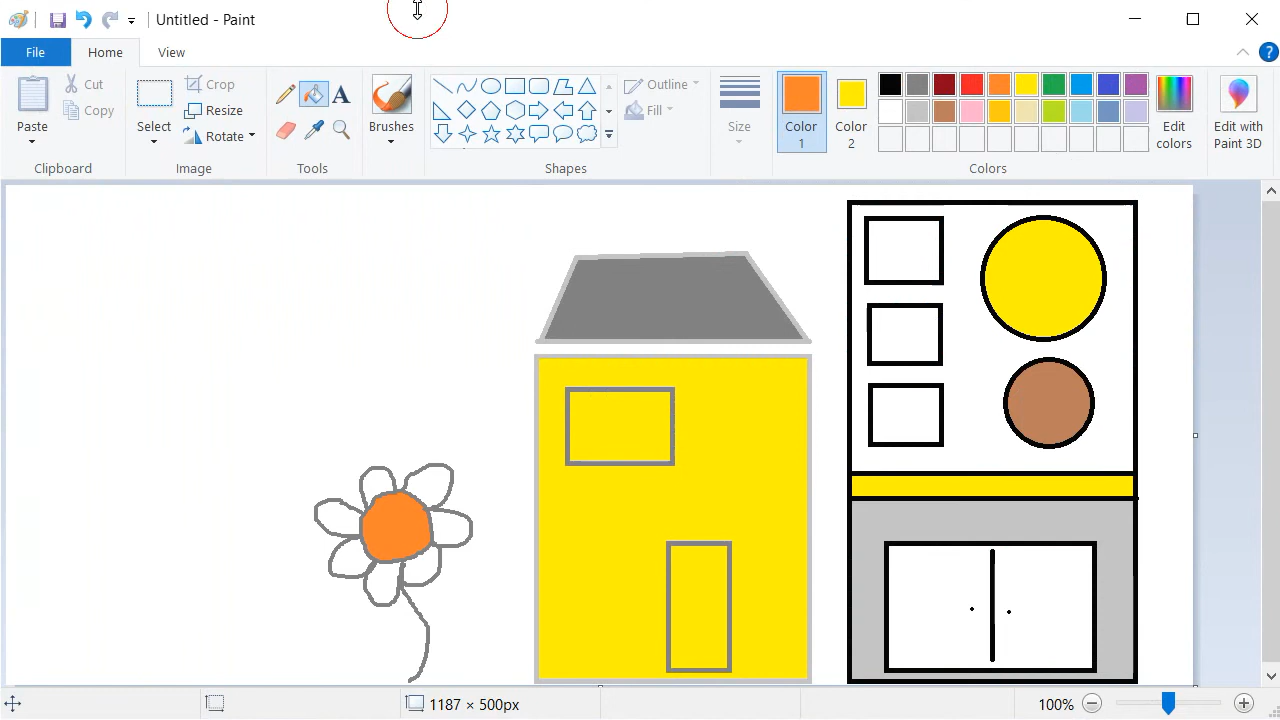 Untitled - Paint
File Home View
Paste Cut Copy Clipboard
Select Crop Resize Rotate Image
A Tools
Brushes
Outline Fill Shapes
Size
Color 1 Color 2 Edit colors Colors
Edit with Paint 3D
?
1187 × 500px
100%